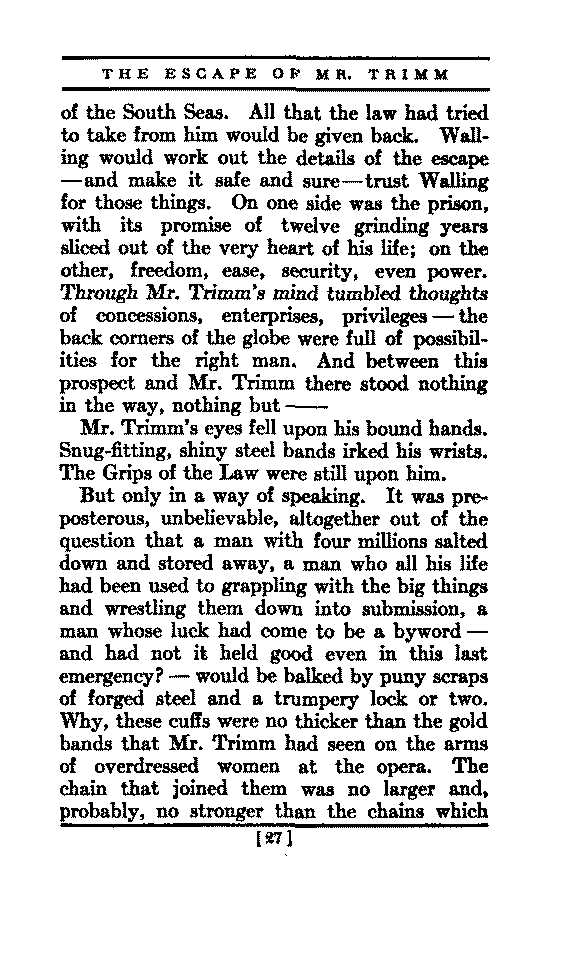 THE ESCAPE OF MR. TRIMM
of the South Seas. All that the law had tried
to take from him would be given back. Wall-
ing would work out the details of the escape
—and make it safe and sure—trust Walling
for those things. On one side was the prison,
with its promise of twelve grinding years
sliced out of the very heart of his life; on the
other, freedom, ease, security, even power.
Through Mr. Trimm's mind tumbled thoughts
of concessions, enterprises, privileges — the
back corners of the globe were full of possibil-
ities for the right man. And between this
prospect and Mr. Trimm there stood nothing
in the way, nothing but ——
Mr. Trimm's eyes fell upon his bound hands.
Snug-fitting, shiny steel bands irked his wrists.
The Grips of the Law were still upon him.
But only in a way of speaking. It was pre-
posterous, unbelievable, altogether out of the
question that a man with four millions salted
down and stored away, a man who all his life
had been used to grappling with the big things
and wrestling them down into submission, a
man whose luck had come to be a byword —
and had not it held good even in this last
emergency? — would be balked by puny scraps
of forged steel and a trumpery lock or two.
Why, these cuffs were no thicker than the gold
bands that Mr. Trimm had seen on the arms
of overdressed women at the opera. The
chain that joined them was no larger and,
probably, no stronger than the chains which
[27]